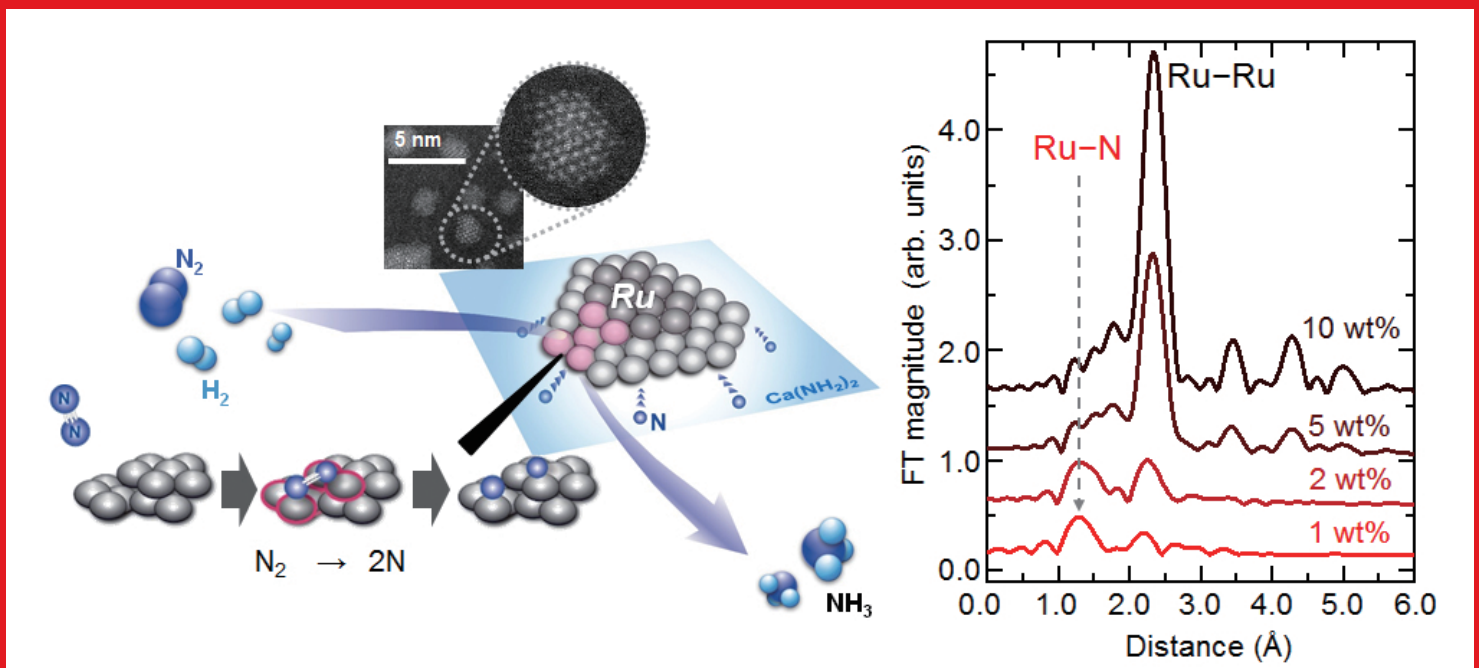 5 nm
N₂
H₂
Ru
Ca(NH₂)₂
N
N
N
N₂ → 2N
NH₃
Ru–Ru
Ru–N
10 wt%
5 wt%
2 wt%
1 wt%
FT magnitude (arb. units)
4.0
3.0
2.0
1.0
0.0
0.0 1.0 2.0 3.0 4.0 5.0 6.0
Distance (Å)